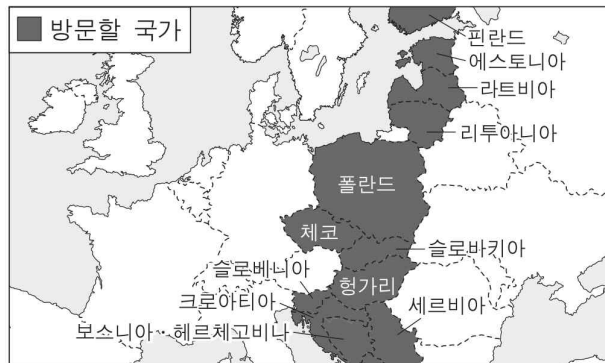 방문할 국가
핀란드
에스토니아
라트비아
리투아니아
폴란드
체코
슬로바키아
슬로베니아
헝가리
크로아티아
세르비아
보스니아·헤르체고비나